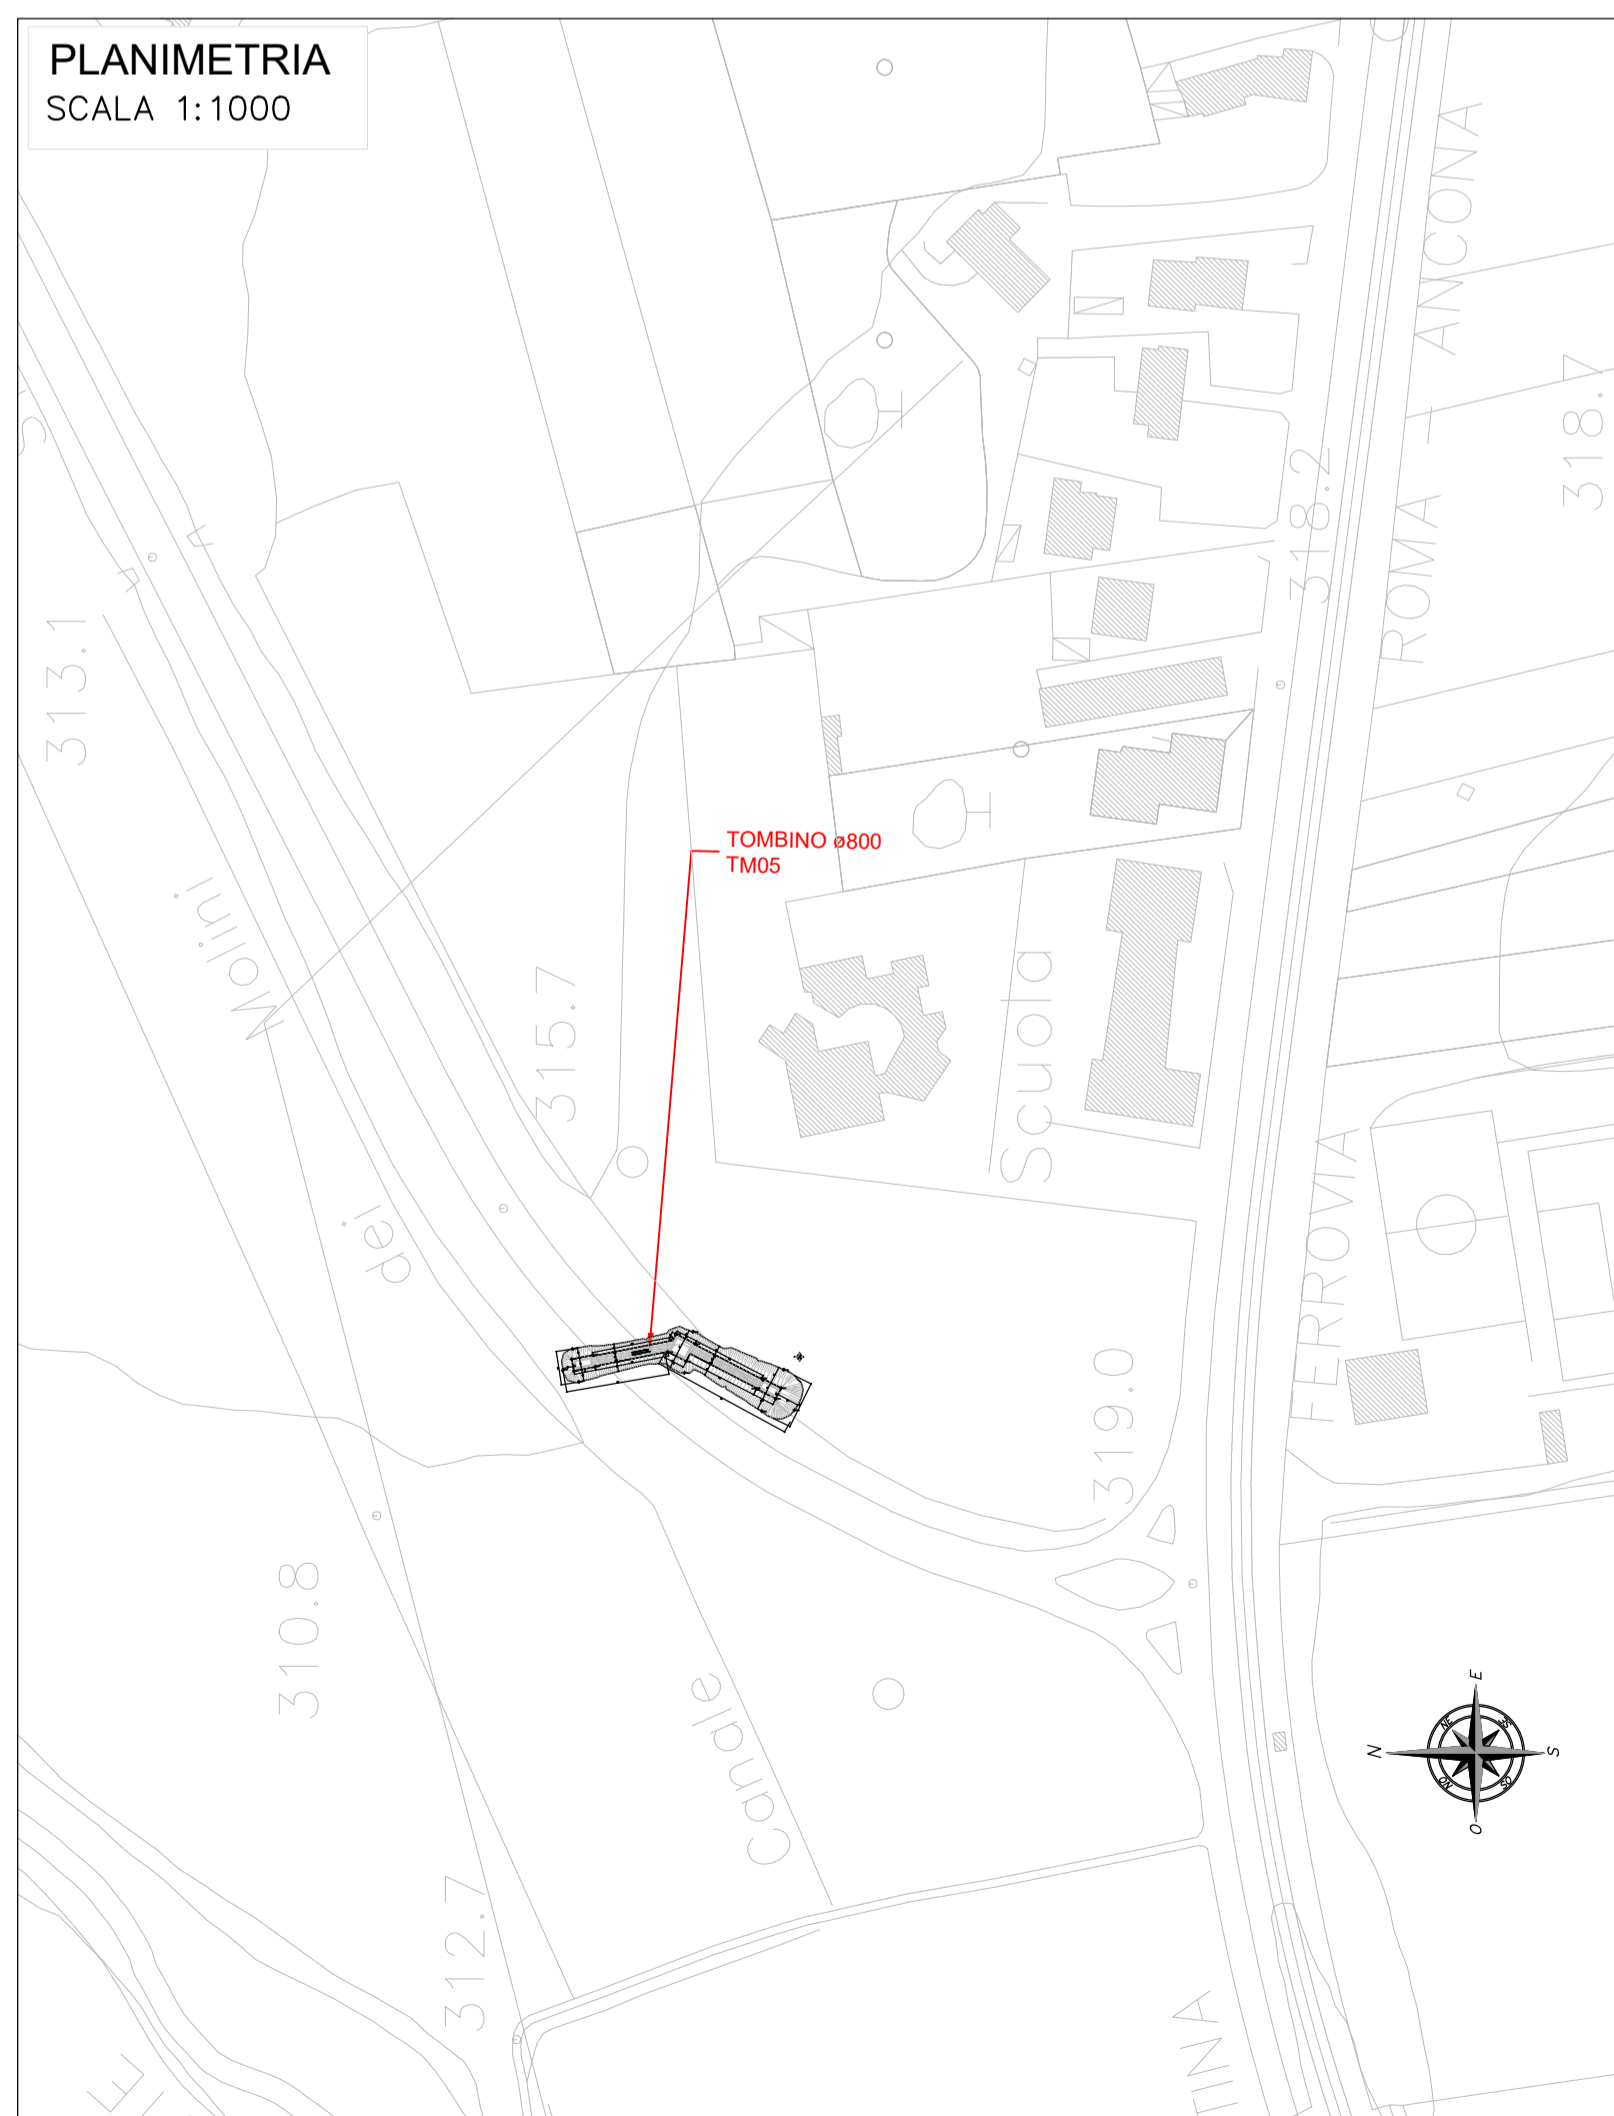 PLANIMETRIA
SCALA 1:1000
ROMA - ANCONA
318.7
318.2
313.1
TOMBINO ø800
TM05
Molini
315.7
Scuola
dei
FERROVIA
319.0
310.8
Canale
312.7
TINA
E
N
S
O
NE
SE
NO
SO
E